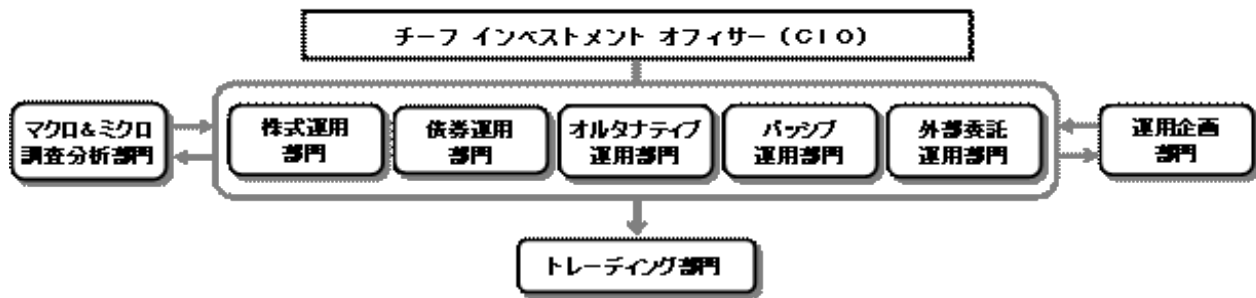 チーフ インベストメント オフィサー（CIO）
マクロ&ミクロ
調査分析部門
株式運用
部門
債券運用
部門
オルタナティブ
運用部門
パッシブ
運用部門
外部委託
運用部門
運用企画
部門
トレーディング部門